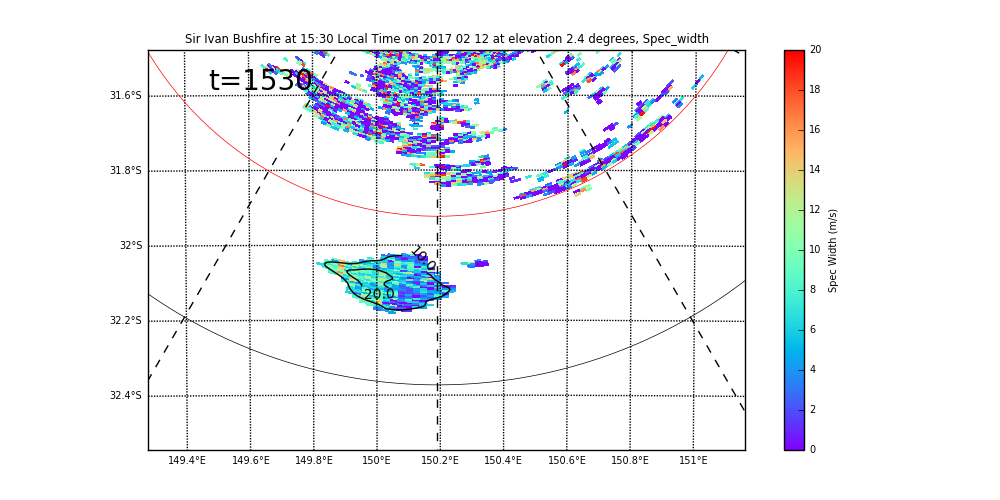 Sir Ivan Bushfire at 15:30 Local Time on 2017 02 12 at elevation 2.4 degrees, Spec_width
t=1530
31.6°S
31.8°S
32°S
32.2°S
32.4°S
10.0
20.0
149.4°E 149.6°E 149.8°E 150°E 150.2°E 150.4°E 150.6°E 150.8°E 151°E
20
18
16
14
12
10
8
6
4
2
0
Spec Width (m/s)